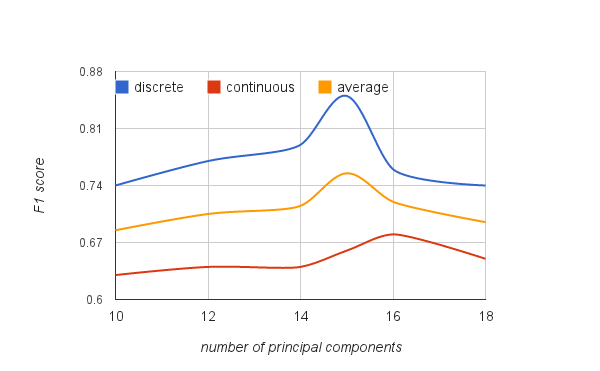 0.88
discrete continuous average
0.81
0.74
0.67
0.6
F1 score
10 12 14 16 18
number of principal components